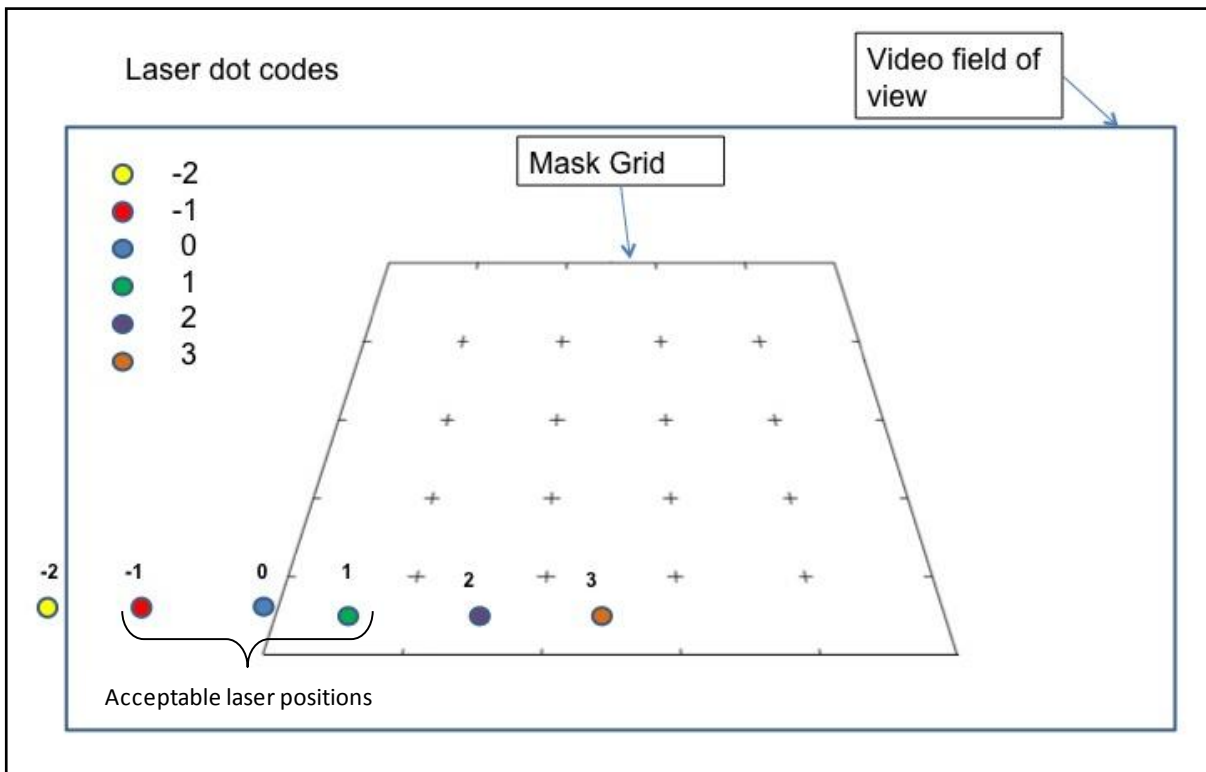 Laser dot codes
Video field of
view
Mask Grid
-2
-1
0
1
2
3
-2 -1 0 1 2 3
Acceptable laser positions